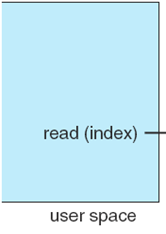 read (index)
user space